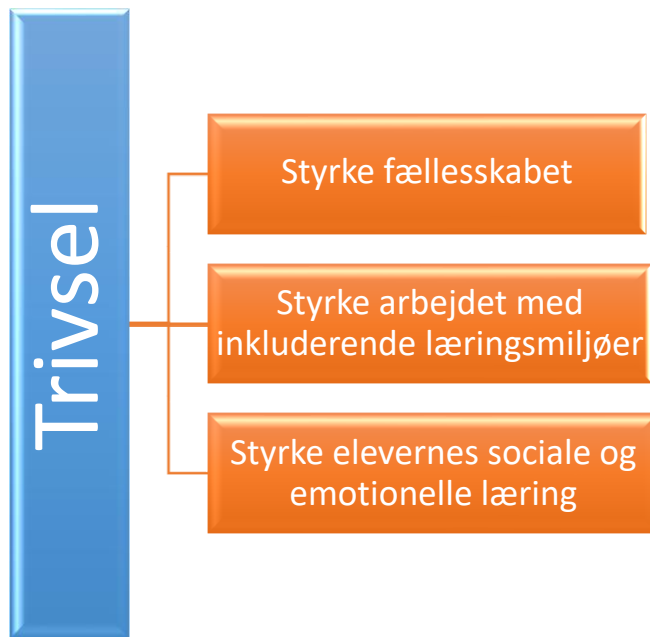 Trivsel
Styrke fællesskabet
Styrke arbejdet med
inkluderende læringsmiljøer
Styrke elevernes sociale og
emotionelle læring